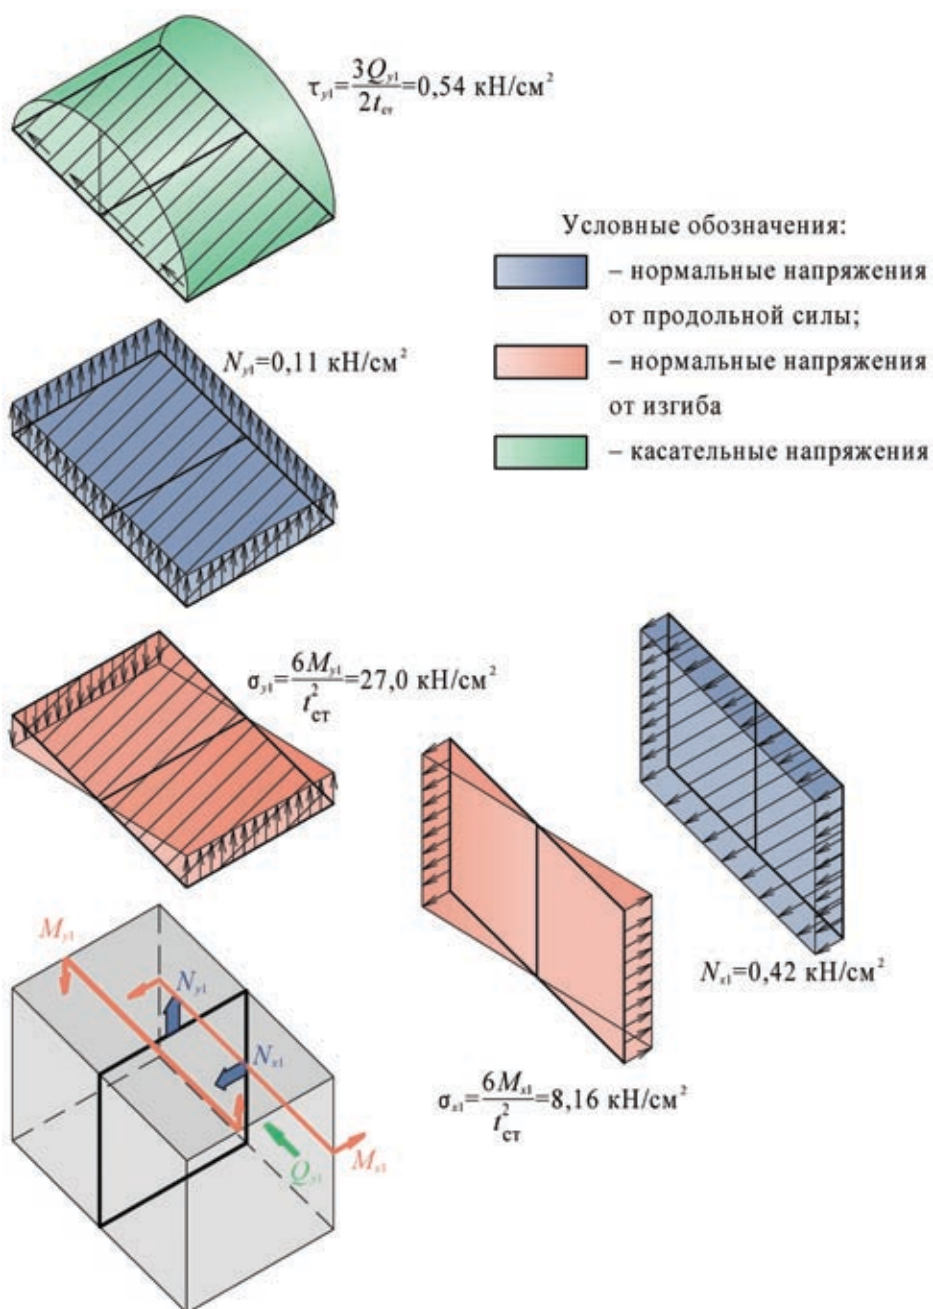 τy1=3Qy1/2tст=0,54 кН/см²
Условные обозначения:
– нормальные напряжения
от продольной силы;
– нормальные напряжения
от изгиба
– касательные напряжения
Ny1=0,11 кН/см²
σy1=6My1/t²ст=27,0 кН/см²
Nx1=0,42 кН/см²
σx1=6Mx1/t²ст=8,16 кН/см²
My1
Ny1
Nx1
Qy1
Mx1